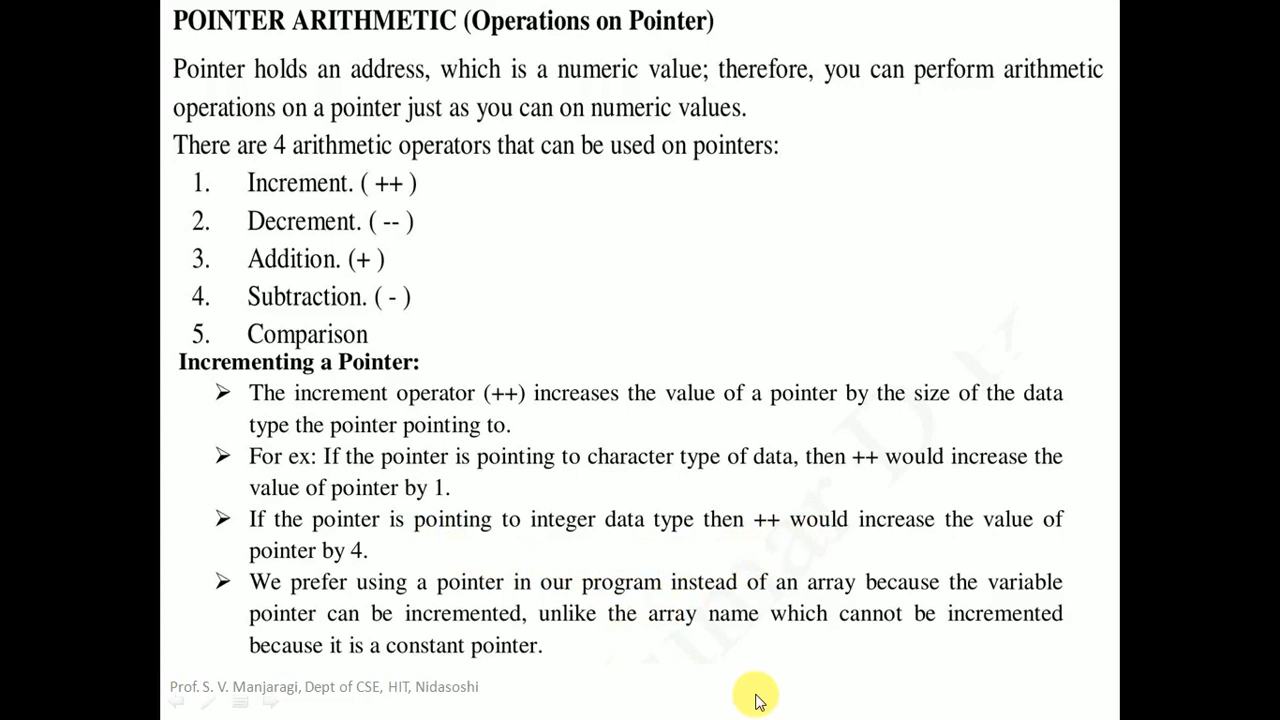 POINTER ARITHMETIC (Operations on Pointer)
Pointer holds an address, which is a numeric value; therefore, you can perform arithmetic
operations on a pointer just as you can on numeric values.
There are 4 arithmetic operators that can be used on pointers:
1. Increment. ( ++ )
2. Decrement. ( -- )
3. Addition. (+ )
4. Subtraction. ( - )
5. Comparison
Incrementing a Pointer:
➢ The increment operator (++) increases the value of a pointer by the size of the data
type the pointer pointing to.
➢ For ex: If the pointer is pointing to character type of data, then ++ would increase the
value of pointer by 1.
➢ If the pointer is pointing to integer data type then ++ would increase the value of
pointer by 4.
➢ We prefer using a pointer in our program instead of an array because the variable
pointer can be incremented, unlike the array name which cannot be incremented
because it is a constant pointer.
Prof. S. V. Manjaragi, Dept of CSE, HIT, Nidasoshi